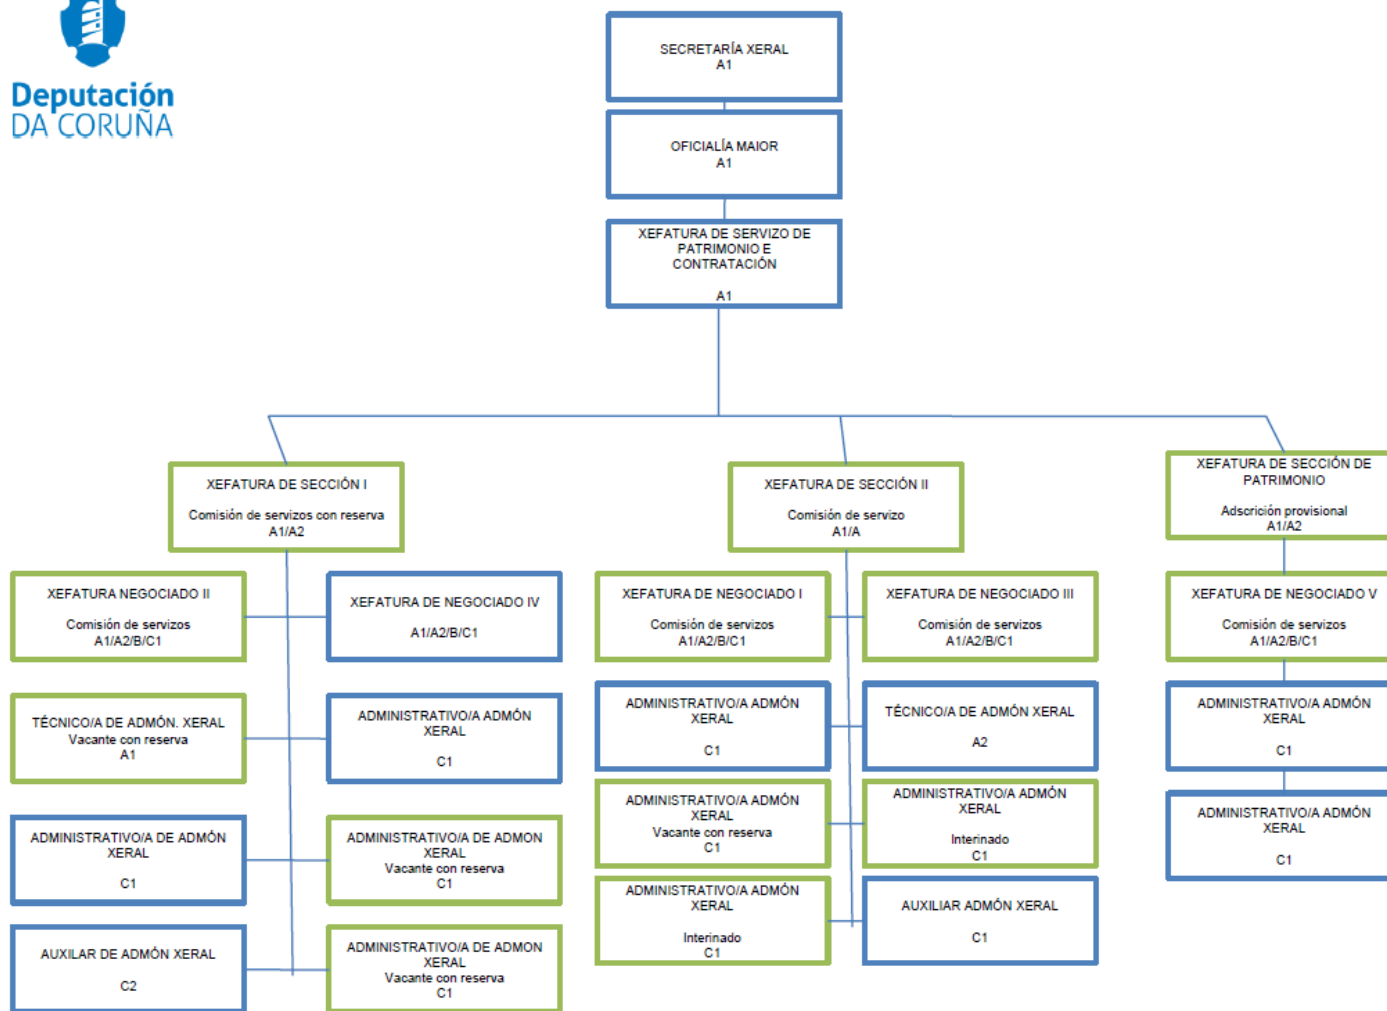 Deputación
DA CORUÑA
SECRETARÍA XERAL
A1
OFICIALÍA MAIOR
A1
XEFATURA DE SERVIZO DE
PATRIMONIO E
CONTRATACIÓN
A1
XEFATURA DE SECCIÓN I
Comisión de servizos con reserva
A1/A2
XEFATURA NEGOCIADO II
Comisión de servizos
A1/A2/B/C1
XEFATURA DE NEGOCIADO IV
A1/A2/B/C1
TÉCNICO/A DE ADMÓN. XERAL
Vacante con reserva
A1
ADMINISTRATIVO/A ADMÓN
XERAL
C1
ADMINISTRATIVO/A DE ADMÓN
XERAL
C1
ADMINISTRATIVO/A DE ADMON
XERAL
Vacante con reserva
C1
AUXILAR DE ADMÓN XERAL
C2
ADMINISTRATIVO/A DE ADMON
XERAL
Vacante con reserva
C1
XEFATURA DE SECCIÓN II
Comisión de servizo
A1/A
XEFATURA DE NEGOCIADO I
Comisión de servizos
A1/A2/B/C1
XEFATURA DE NEGOCIADO III
Comisión de servizos
A1/A2/B/C1
ADMINISTRATIVO/A ADMÓN
XERAL
C1
TÉCNICO/A DE ADMÓN XERAL
A2
ADMINISTRATIVO/A ADMÓN
XERAL
Vacante con reserva
C1
ADMINISTRATIVO/A ADMÓN
XERAL
Interinado
C1
ADMINISTRATIVO/A ADMÓN
XERAL
Interinado
C1
AUXILIAR ADMÓN XERAL
C1
XEFATURA DE SECCIÓN DE
PATRIMONIO
Adscrición provisional
A1/A2
XEFATURA DE NEGOCIADO V
Comisión de servizos
A1/A2/B/C1
ADMINISTRATIVO/A ADMÓN
XERAL
C1
ADMINISTRATIVO/A ADMÓN
XERAL
C1